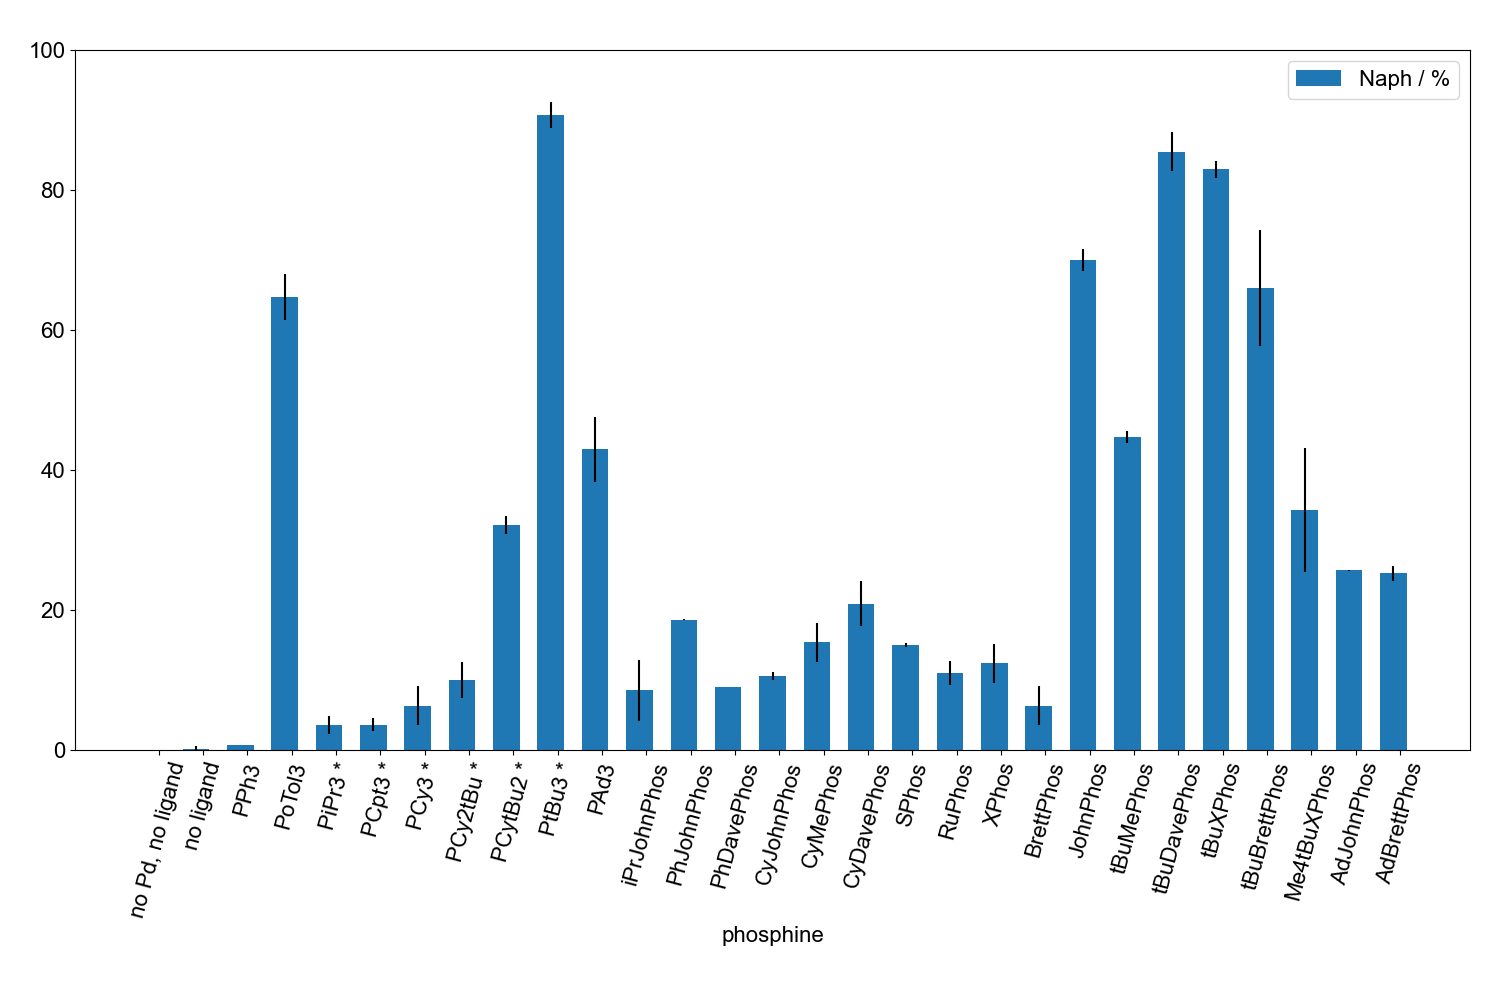 Naph / %
100
80
60
40
20
0
no Pd, no ligand
no ligand
PPh3
PoTol3
PiPr3 *
PCpt3 *
PCy3 *
PCy2tBu *
PCytBu2 *
PtBu3 *
PAd3
iPrJohnPhos
PhJohnPhos
PhDavePhos
CyJohnPhos
CyMePhos
CyDavePhos
SPhos
RuPhos
XPhos
BrettPhos
JohnPhos
tBuMePhos
tBuDavePhos
tBuXPhos
tBuBrettPhos
Me4tBuXPhos
AdJohnPhos
AdBrettPhos
phosphine